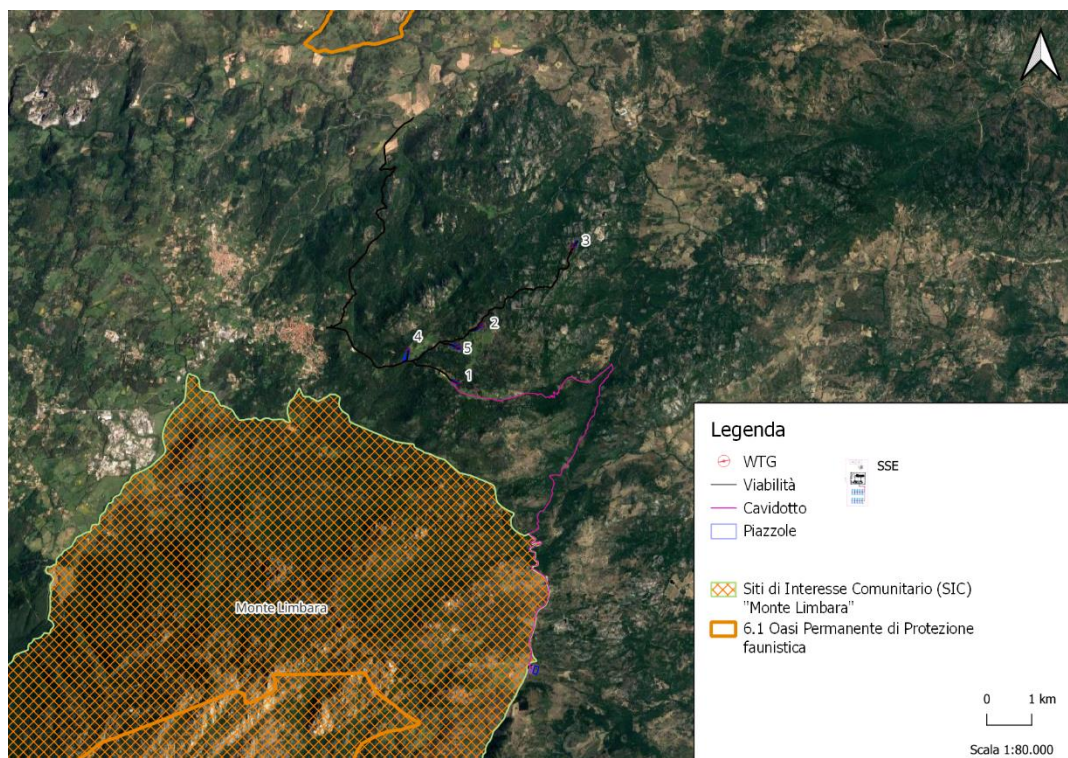 3
2
4
5
1
Monte Limbara
Legenda
WTG
Viabilità
Cavidotto
Piazzole
SSE
Siti di Interesse Comunitario (SIC)
"Monte Limbara"
6.1 Oasi Permanente di Protezione
faunistica
0 1 km
Scala 1:80.000